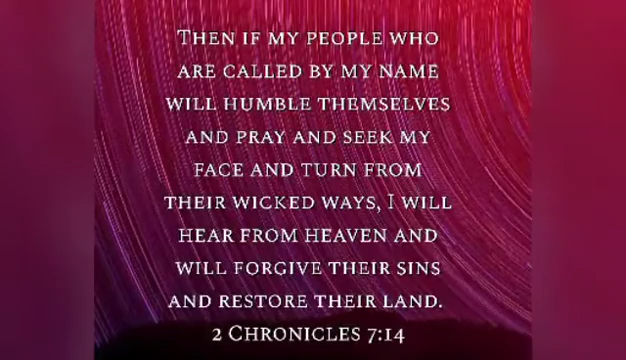 Then if my people who
are called by my name
will humble themselves
and pray and seek my
face and turn from
their wicked ways, I will
hear from heaven and
will forgive their sins
and restore their land.
2 Chronicles 7:14